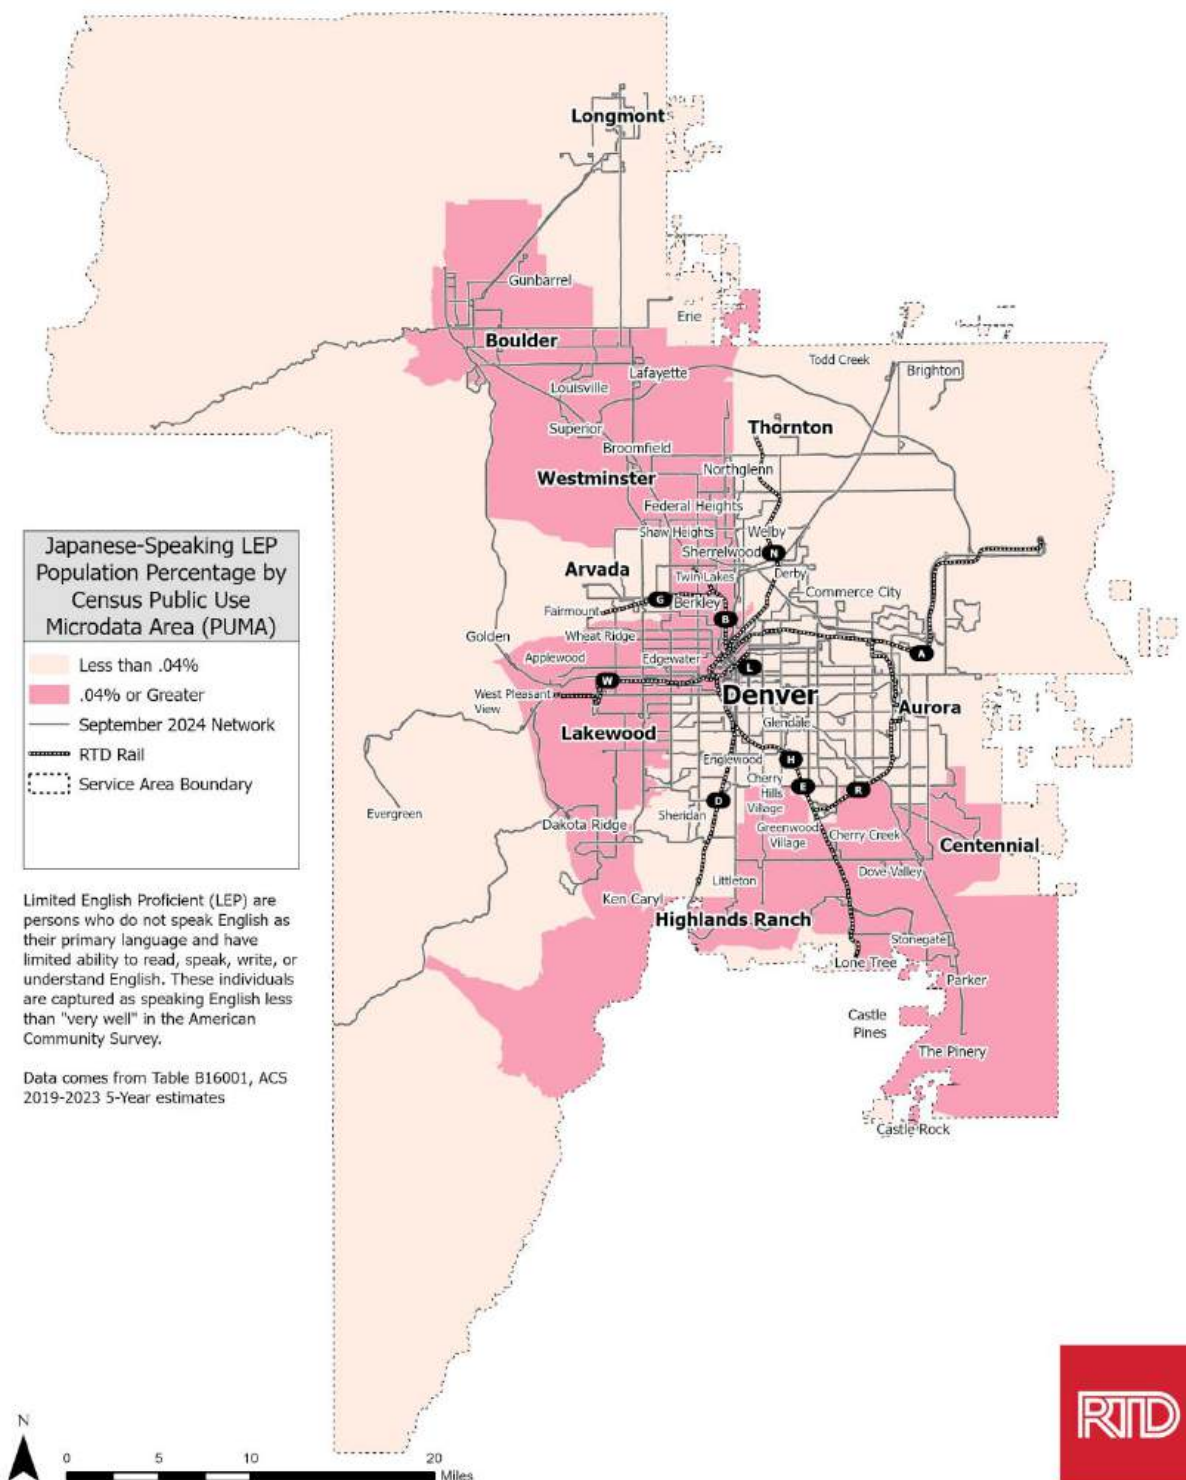 Longmont
Gunbarrel
Erie
Boulder
Todd Creek
Brighton
Lafayette
Louisville
Superior
Thornton
Broomfield
Northglenn
Westminster
Federal Heights
Shaw Heights
Welby
Sherrelwood
N
Arvada
Twin Lakes
Derby
Commerce City
G
Berkley
Fairmount
B
Golden
Wheat Ridge
Applewood
Edgewater
A
L
W
West Pleasant
View
Denver
Aurora
Glendale
Lakewood
Englewood
H
Cherry
Hills
Village
E
R
D
Evergreen
Sheridan
Dakota Ridge
Greenwood
Village
Cherry Creek
Centennial
Dove Valley
Littleton
Ken Caryl
Highlands Ranch
Stonegate
Lone Tree
Parker
Castle
Pines
The Pinery
Castle Rock
Japanese-Speaking LEP
Population Percentage by
Census Public Use
Microdata Area (PUMA)
Less than .04%
.04% or Greater
September 2024 Network
RTD Rail
Service Area Boundary
Limited English Proficient (LEP) are
persons who do not speak English as
their primary language and have
limited ability to read, speak, write, or
understand English. These individuals
are captured as speaking English less
than "very well" in the American
Community Survey.
Data comes from Table B16001, ACS
2019-2023 5-Year estimates
N
0 5 10 20
Miles
RTD